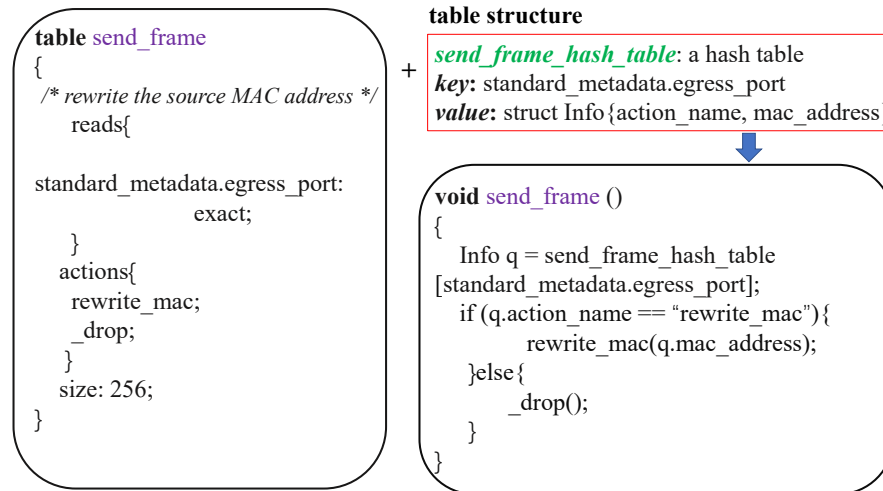 table send_frame
{
/* rewrite the source MAC address */
reads{
standard_metadata.egress_port:
exact;
}
actions{
rewrite_mac;
_drop;
}
size: 256;
}
+
table structure
send_frame_hash_table: a hash table
key: standard_metadata.egress_port
value: struct Info{action_name, mac_address}
void send_frame ()
{
Info q = send_frame_hash_table
[standard_metadata.egress_port];
if (q.action_name == “rewrite_mac”){
rewrite_mac(q.mac_address);
}else{
_drop();
}
}